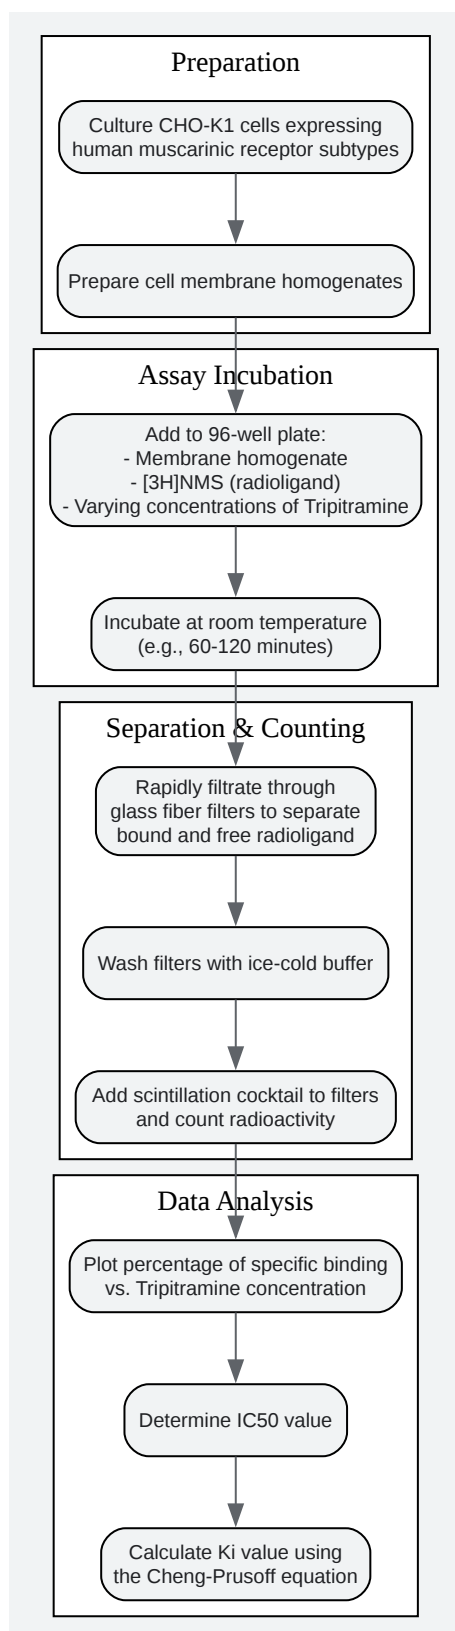 Preparation
Culture CHO-K1 cells expressing
human muscarinic receptor subtypes
Prepare cell membrane homogenates
Assay Incubation
Add to 96-well plate:
- Membrane homogenate
- [3H]NMS (radioligand)
- Varying concentrations of Tripitramine
Incubate at room temperature
(e.g., 60-120 minutes)
Separation & Counting
Rapidly filtrate through
glass fiber filters to separate
bound and free radioligand
Wash filters with ice-cold buffer
Add scintillation cocktail to filters
and count radioactivity
Data Analysis
Plot percentage of specific binding
vs. Tripitramine concentration
Determine IC50 value
Calculate Ki value using
the Cheng-Prusoff equation